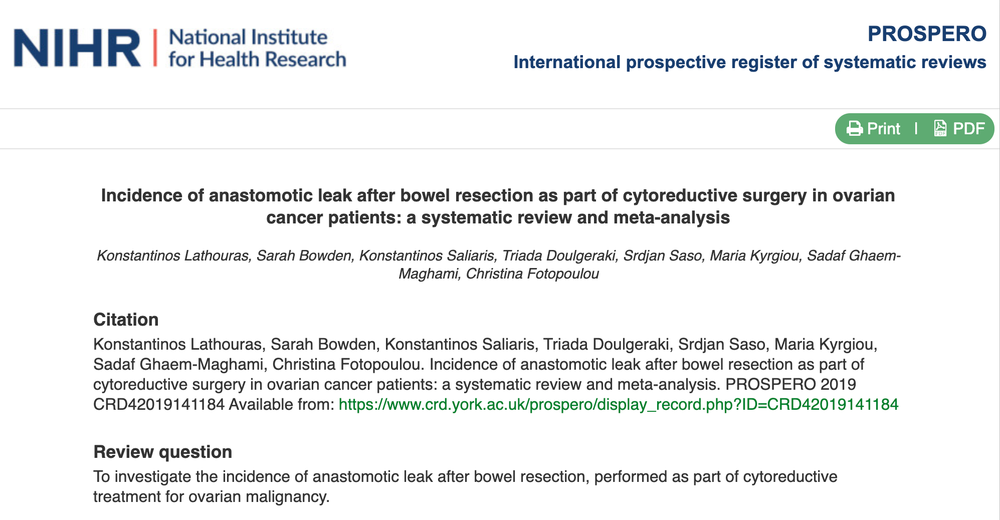 NIHR | National Institute
for Health Research
PROSPERO
International prospective register of systematic reviews
Print | PDF PDF
Incidence of anastomotic leak after bowel resection as part of cytoreductive surgery in ovarian
cancer patients: a systematic review and meta-analysis
Konstantinos Lathouras, Sarah Bowden, Konstantinos Saliaris, Triada Doulgeraki, Srdjan Saso, Maria Kyrgiou, Sadaf Ghaem-
Maghami, Christina Fotopoulou
Citation
Konstantinos Lathouras, Sarah Bowden, Konstantinos Saliaris, Triada Doulgeraki, Srdjan Saso, Maria Kyrgiou,
Sadaf Ghaem-Maghami, Christina Fotopoulou. Incidence of anastomotic leak after bowel resection as part of
cytoreductive surgery in ovarian cancer patients: a systematic review and meta-analysis. PROSPERO 2019
CRD42019141184 Available from: https://www.crd.york.ac.uk/prospero/display_record.php?ID=CRD42019141184
Review question
To investigate the incidence of anastomotic leak after bowel resection, performed as part of cytoreductive
treatment for ovarian malignancy.